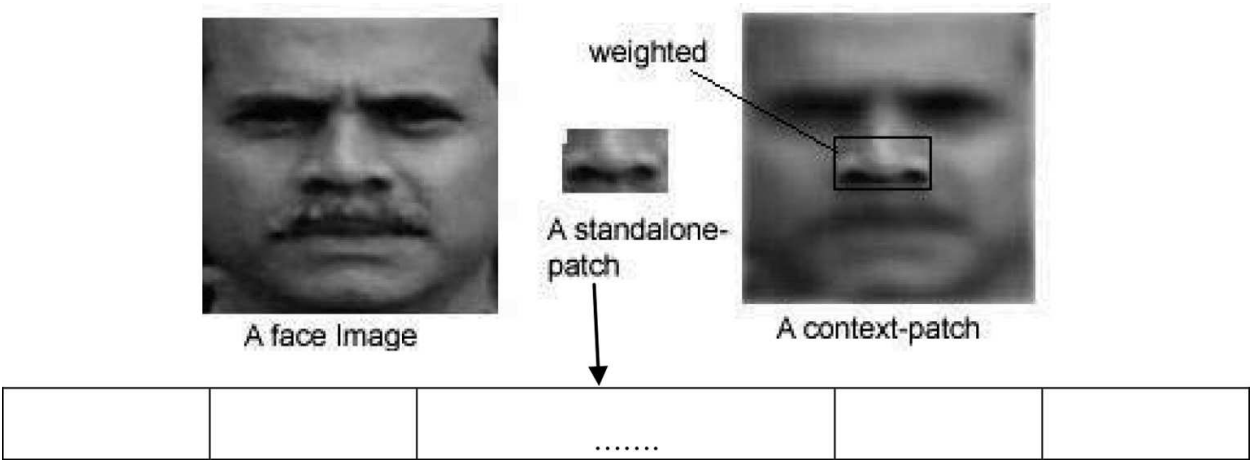 weighted
A standalone-
patch
A face Image
A context-patch
.......